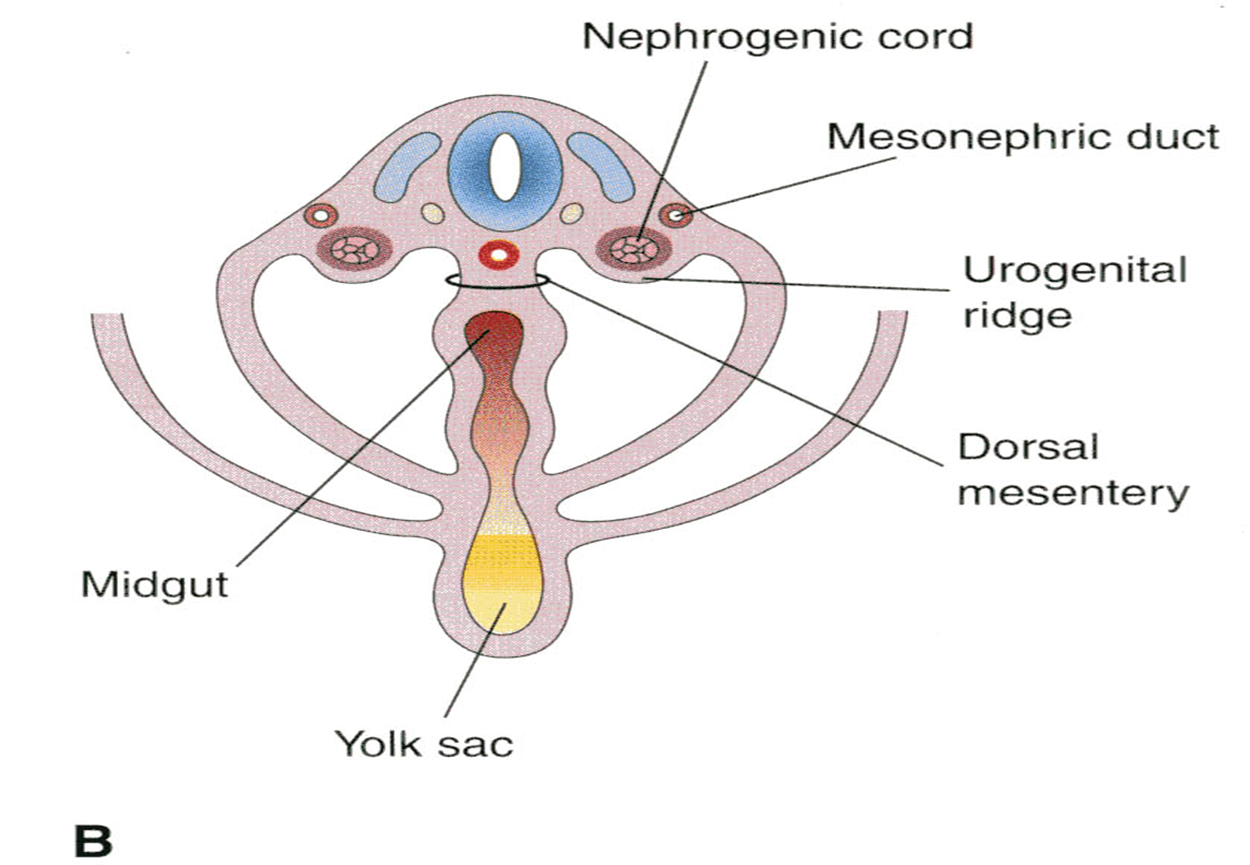 Nephrogenic cord
Mesonephric duct
Urogenital
ridge
Dorsal
mesentery
Midgut
Yolk sac
B